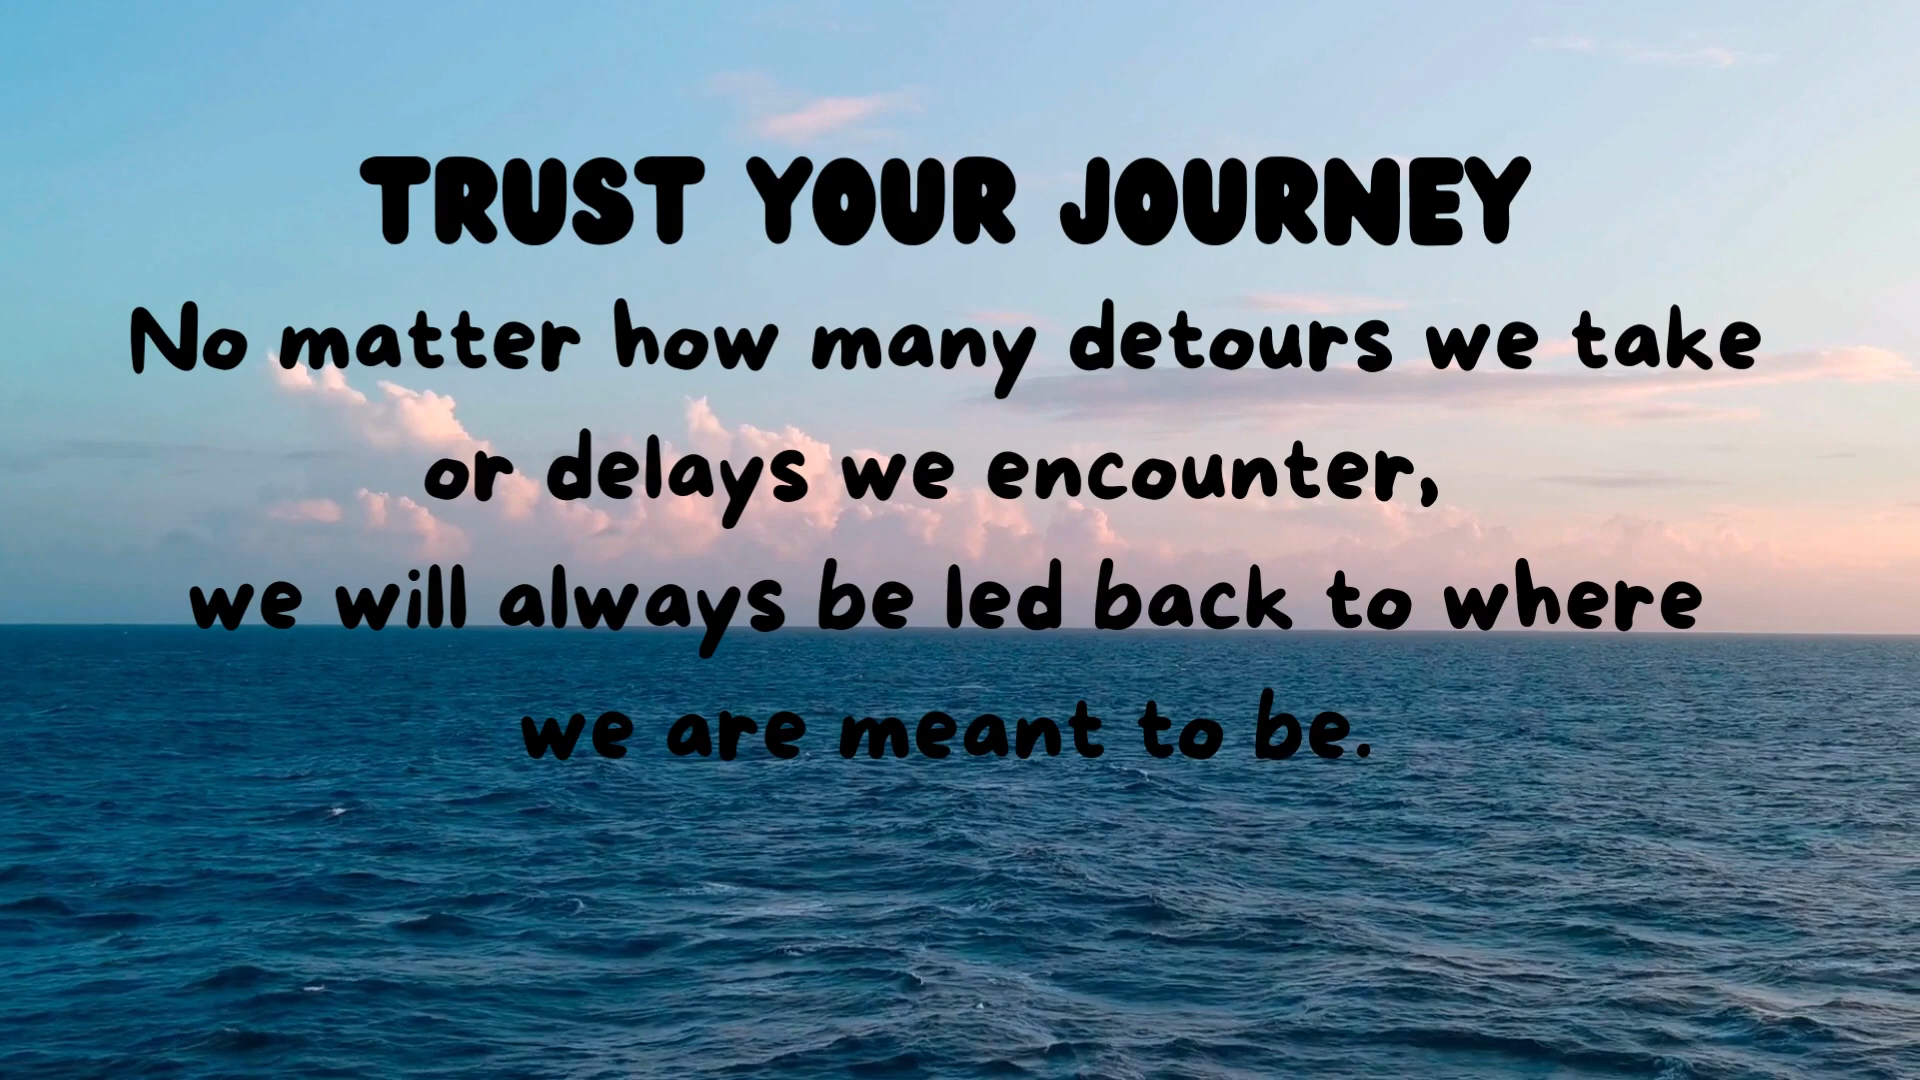 TRUST YOUR JOURNEY
No matter how many detours we take
or delays we encounter,
we will always be led back to where
we are meant to be.